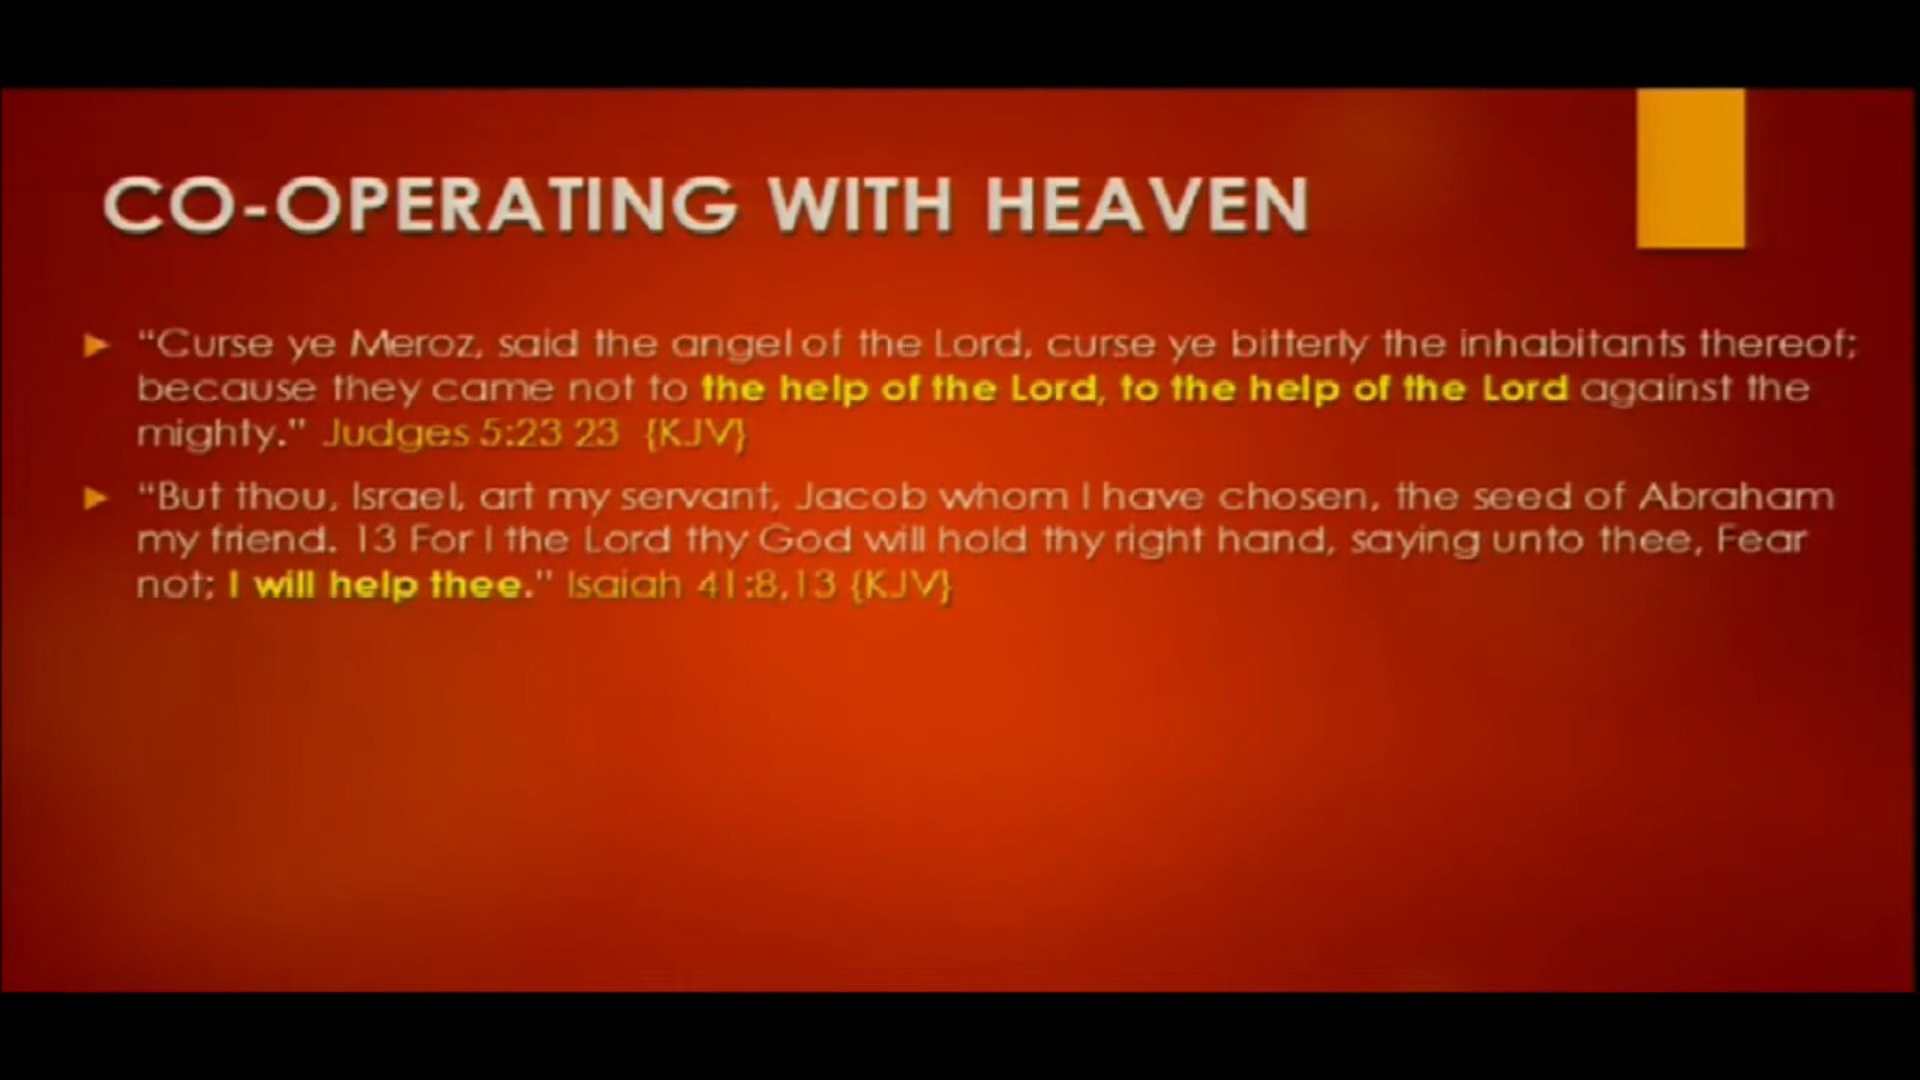 CO-OPERATING WITH HEAVEN
“Curse ye Meroz, said the angel of the Lord, curse ye bitterly the inhabitants thereof;
because they came not to the help of the Lord, to the help of the Lord against the
mighty.” Judges 5:23 23 {KJV}
“But thou, Israel, art my servant, Jacob whom I have chosen, the seed of Abraham
my friend. 13 For I the Lord thy God will hold thy right hand, saying unto thee, Fear
not; I will help thee.” Isaiah 41:8,13 {KJV}